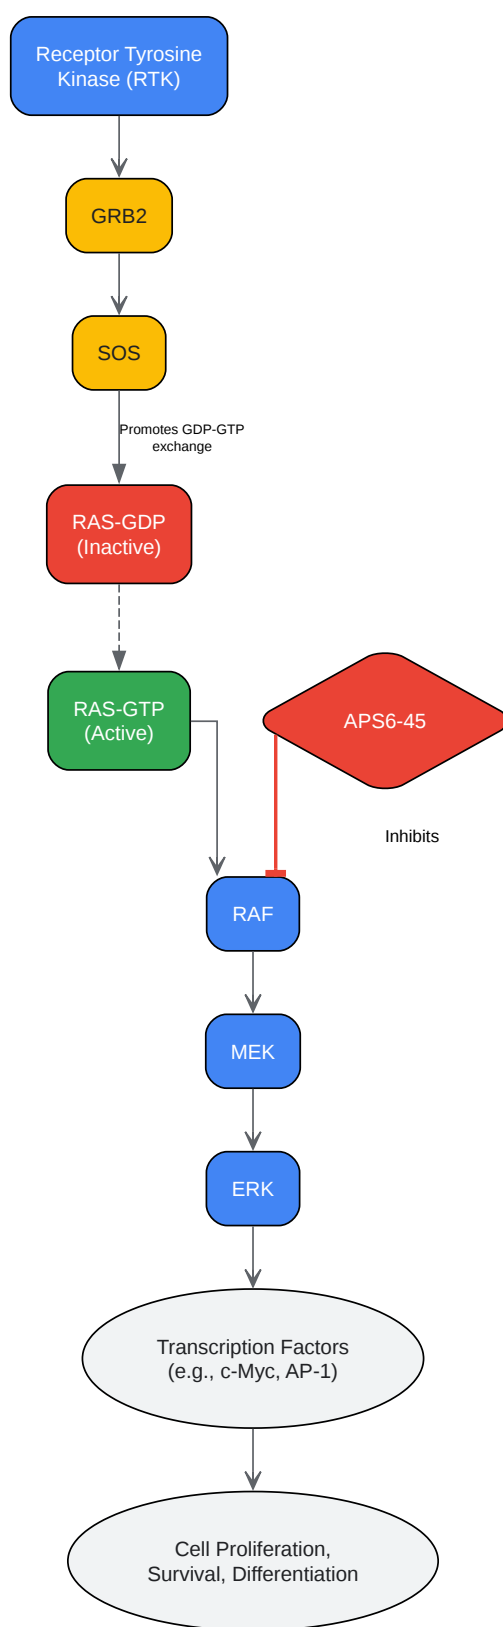 Receptor Tyrosine
Kinase (RTK)
GRB2
SOS
Promotes GDP-GTP
exchange
RAS-GDP
(Inactive)
RAS-GTP
(Active)
APS6-45
Inhibits
RAF
MEK
ERK
Transcription Factors
(e.g., c-Myc, AP-1)
Cell Proliferation,
Survival, Differentiation